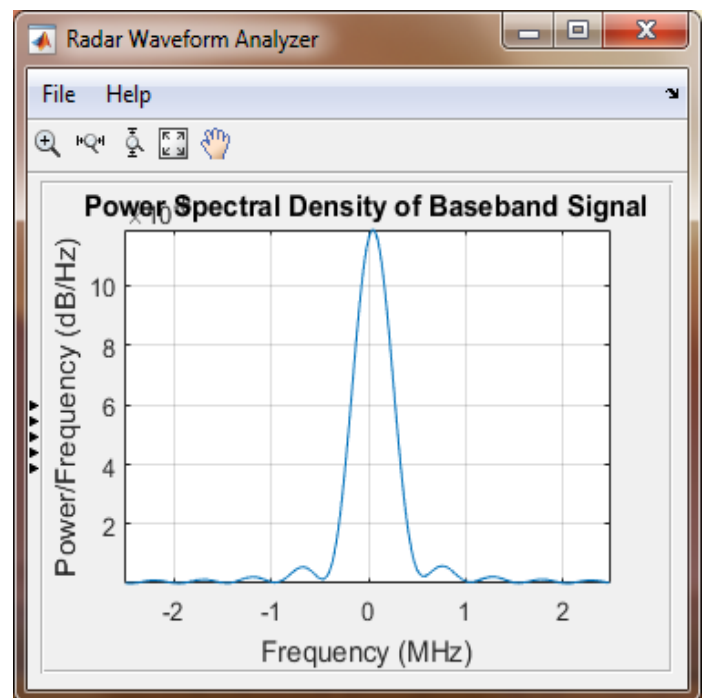 Radar Waveform Analyzer
File Help
Power Spectral Density of Baseband Signal
× 10
Power/Frequency (dB/Hz)
10
8
6
4
2
-2 -1 0 1 2
Frequency (MHz)